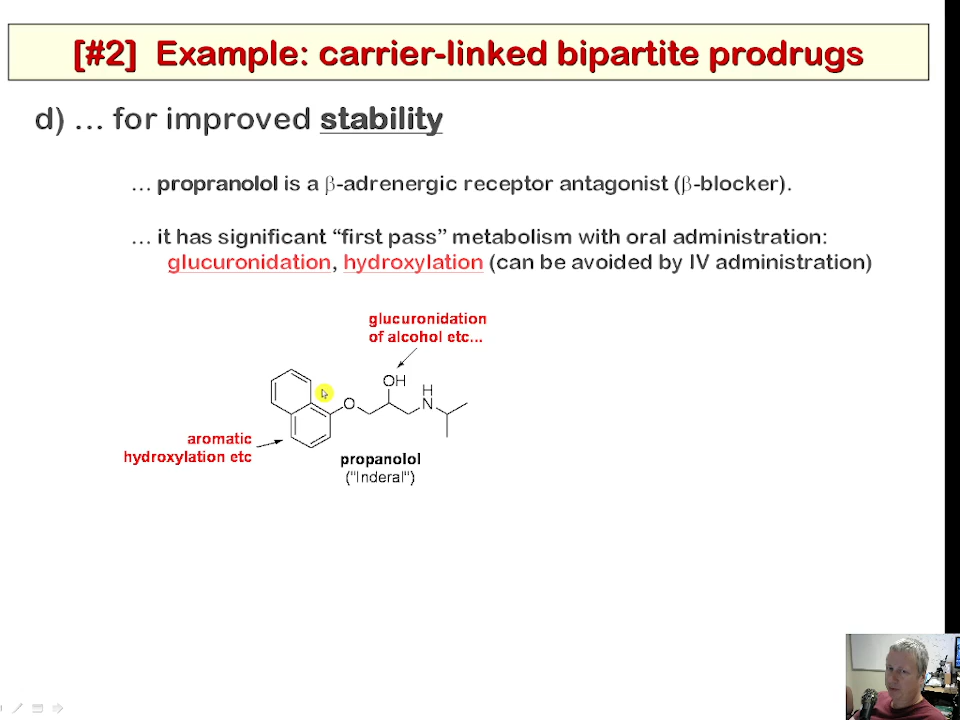 [#2] Example: carrier-linked bipartite prodrugs
d) … for improved stability
… propranolol is a β-adrenergic receptor antagonist (β-blocker).
… it has significant “first pass” metabolism with oral administration:
glucuronidation, hydroxylation (can be avoided by IV administration)
glucuronidation
of alcohol etc...
OH
H
O
N
aromatic
hydroxylation etc
propanolol
("Inderal")